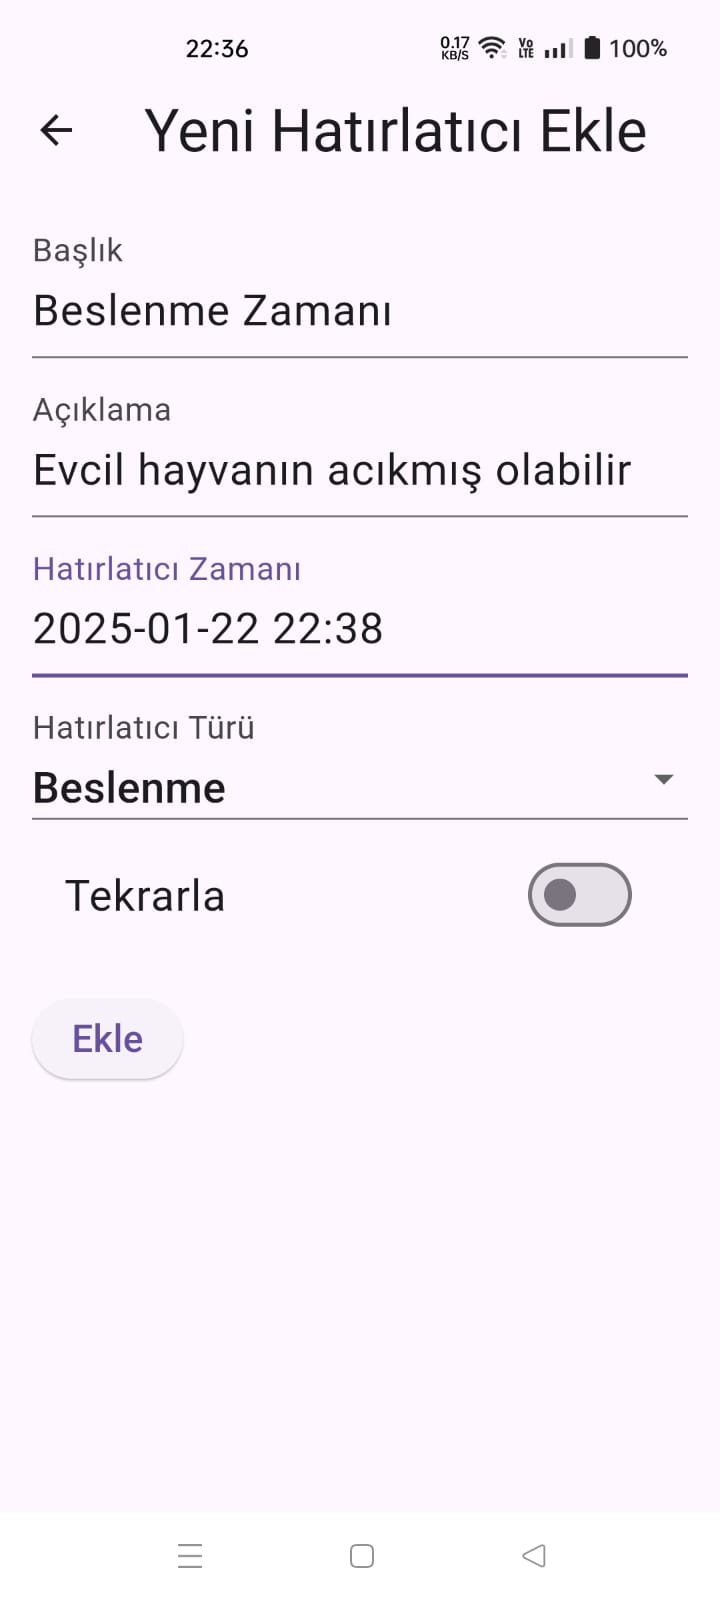 22:36
0.17 KB/S Vo LTE 100%
Yeni Hatırlatıcı Ekle
Başlık
Beslenme Zamanı
Açıklama
Evcil hayvanın acıkmış olabilir
Hatırlatıcı Zamanı
2025-01-22 22:38
Hatırlatıcı Türü
Beslenme
Tekrarla
Ekle